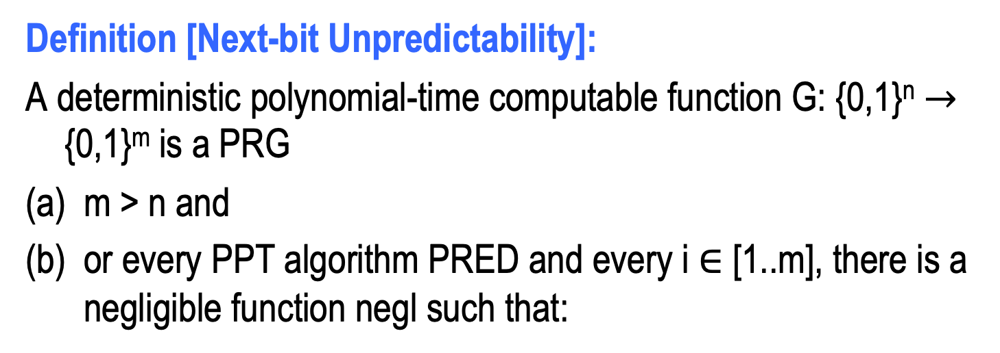 Definition [Next-bit Unpredictability]:
A deterministic polynomial-time computable function G: {0,1}ⁿ →
{0,1}ᵐ is a PRG
(a) m > n and
(b) or every PPT algorithm PRED and every i ∈ [1..m], there is a
negligible function negl such that: